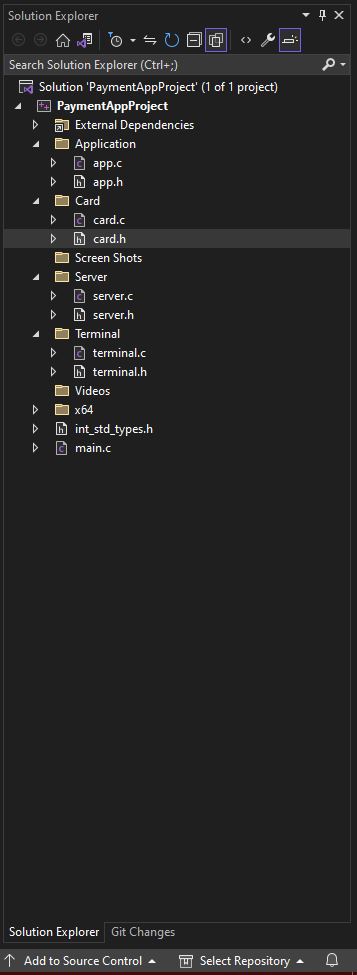 Solution Explorer
Search Solution Explorer (Ctrl+;)
Solution 'PaymentAppProject' (1 of 1 project)
PaymentAppProject
External Dependencies
Application
app.c
app.h
Card
card.c
card.h
Screen Shots
Server
server.c
server.h
Terminal
terminal.c
terminal.h
Videos
x64
int_std_types.h
main.c
Solution Explorer Git Changes
Add to Source Control Select Repository